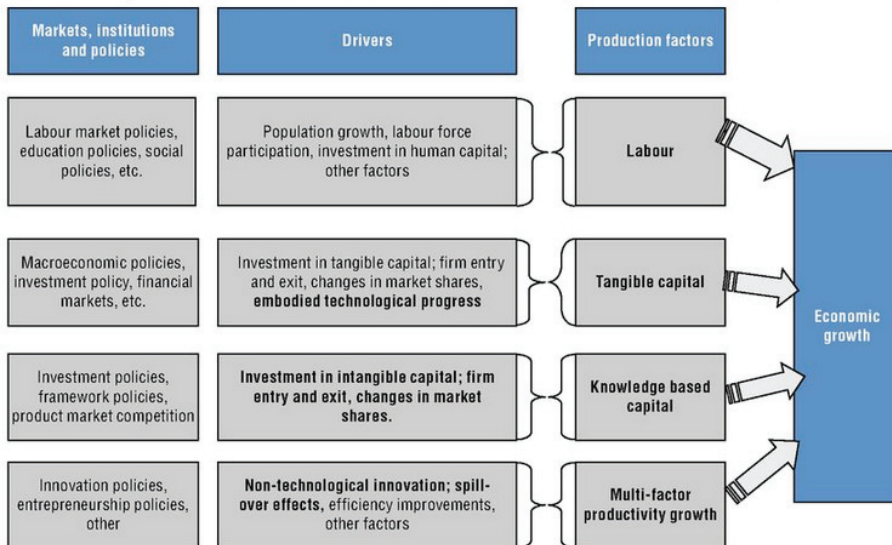 Markets, institutions
and policies
Drivers
Production factors
Labour market policies,
education policies, social
policies, etc.
Population growth, labour force
participation, investment in human capital;
other factors
Labour
Macroeconomic policies,
investment policy, financial
markets, etc.
Investment in tangible capital; firm entry
and exit, changes in market shares,
embodied technological progress
Tangible capital
Economic
growth
Investment policies,
framework policies,
product market competition
Investment in intangible capital; firm
entry and exit, changes in market
shares.
Knowledge based
capital
Innovation policies,
entrepreneurship policies,
other
Non-technological innovation; spill-
over effects, efficiency improvements,
other factors
Multi-factor
productivity growth